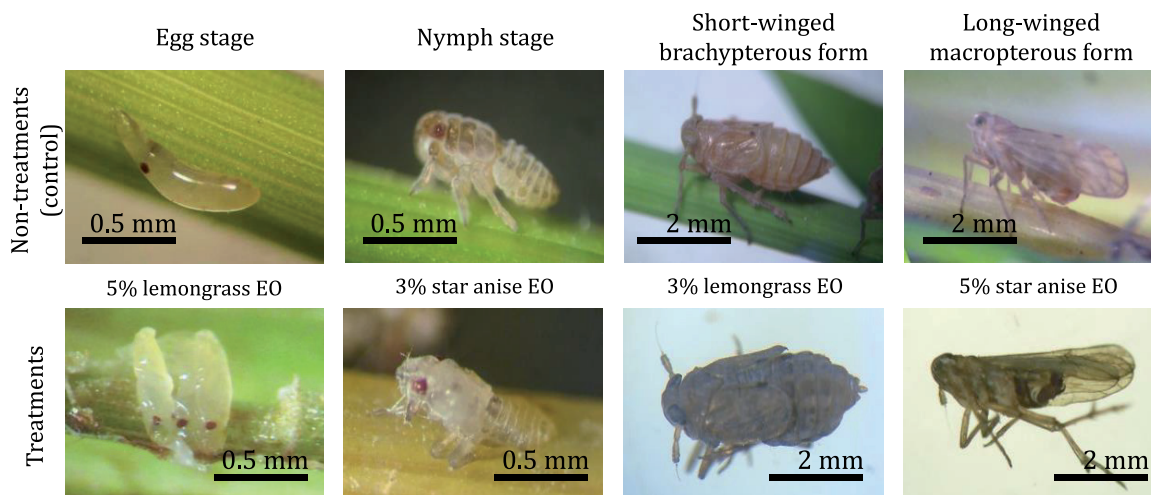 Egg stage
Nymph stage
Short-winged
brachypterous form
Long-winged
macropterous form
Non-treatments
(control)
0.5 mm
0.5 mm
2 mm
2 mm
5% lemongrass EO
3% star anise EO
3% lemongrass EO
5% star anise EO
Treatments
0.5 mm
0.5 mm
2 mm
2 mm